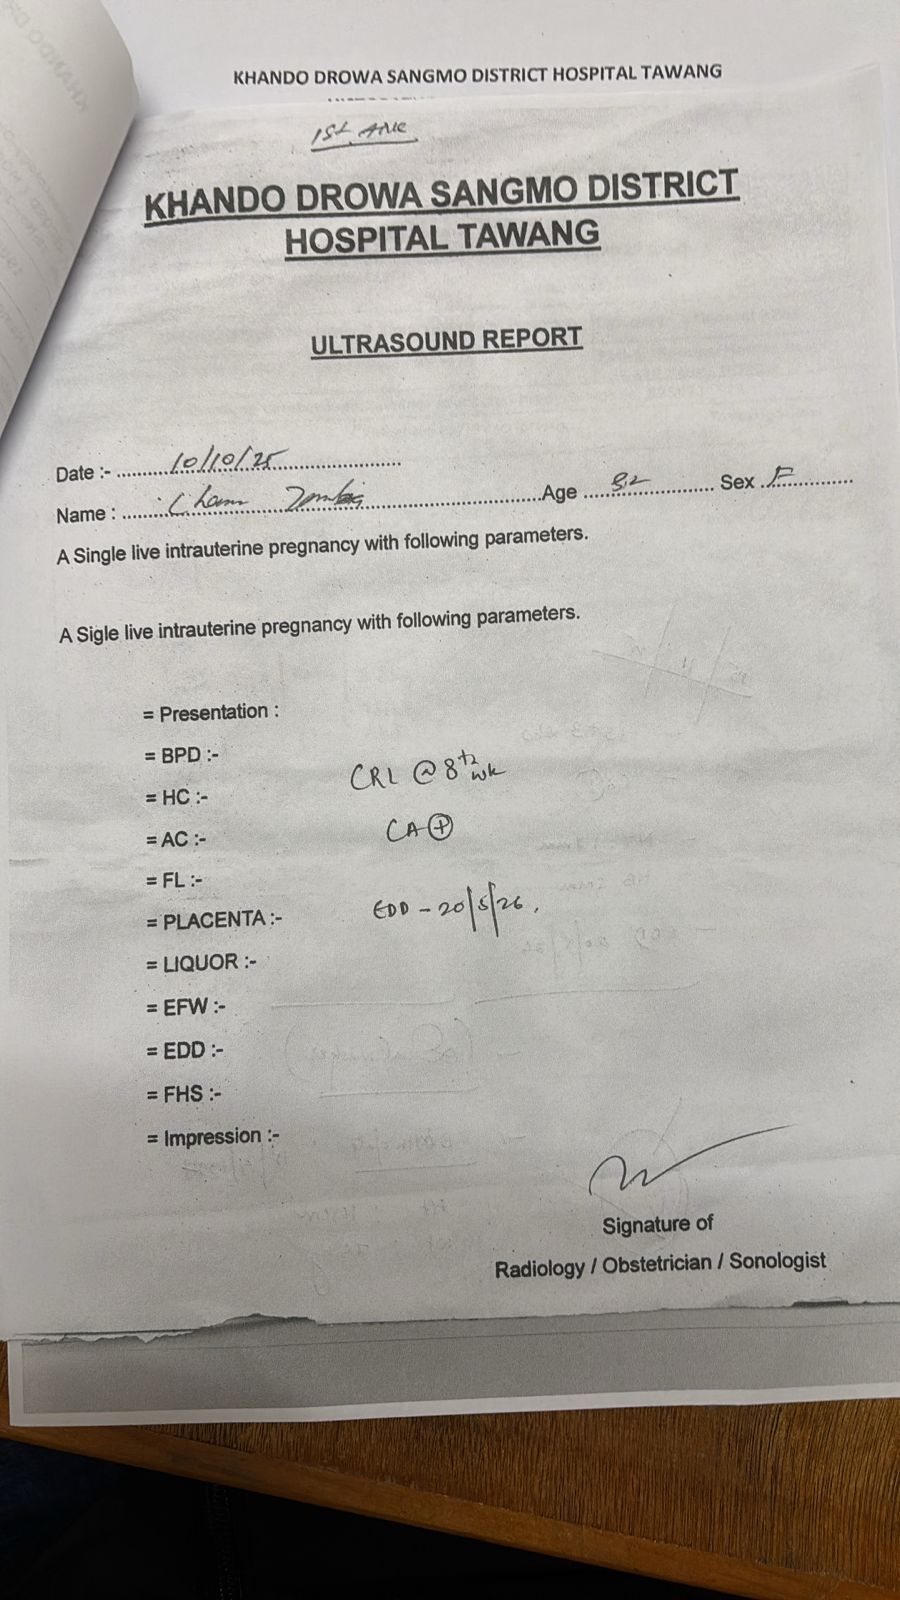 KHANDO DROWA SANGMO DISTRICT HOSPITAL TAWANG
1st ANC
KHANDO DROWA SANGMO DISTRICT
HOSPITAL TAWANG
ULTRASOUND REPORT
Date :- 10/10/25
Name : Age 32 Sex F
A Single live intrauterine pregnancy with following parameters.
A Sigle live intrauterine pregnancy with following parameters.
= Presentation :
= BPD :-
CRL @ 8+2 wk
= HC :-
= AC :- CA ⊕
= FL :-
= PLACENTA :- EDD - 20/5/26.
= LIQUOR :-
= EFW :-
= EDD :-
= FHS :-
= Impression :-
Signature of
Radiology / Obstetrician / Sonologist